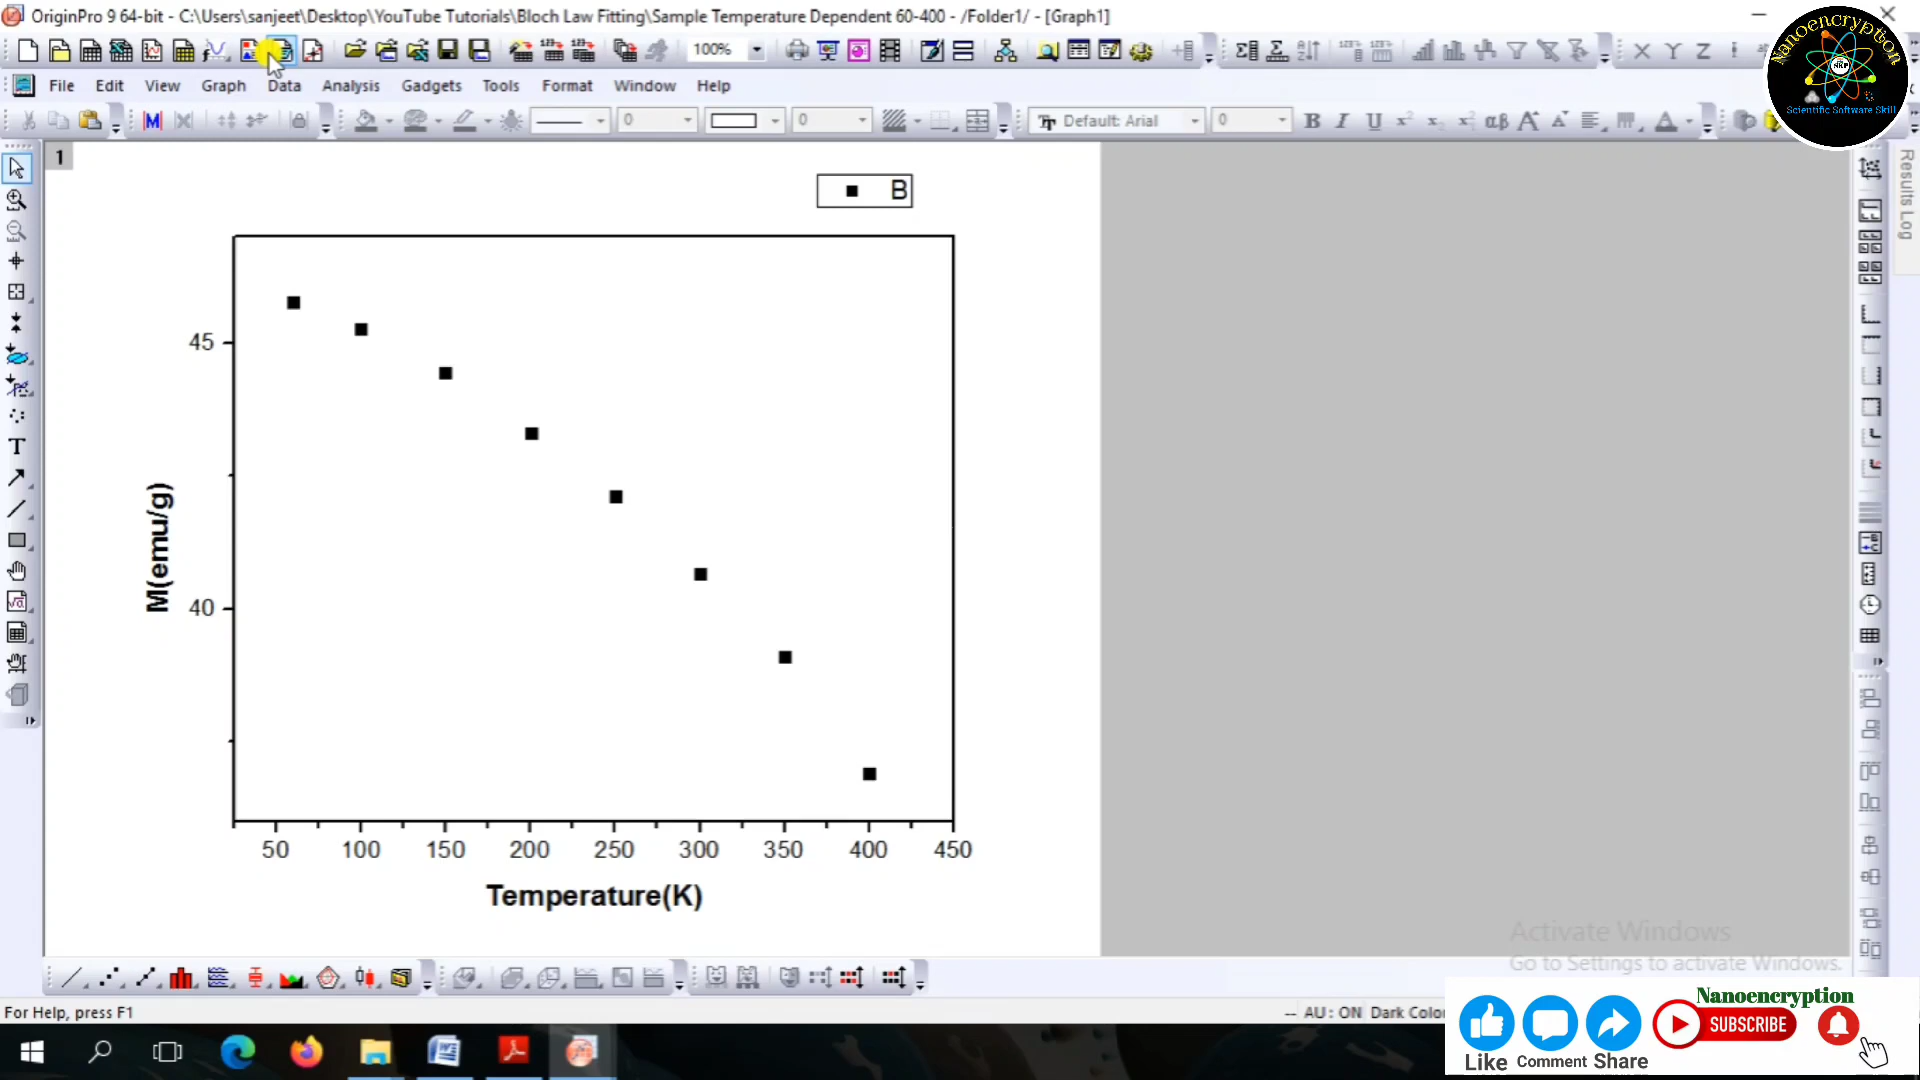 OriginPro 9 64-bit - C:\Users\sanjeet\Desktop\YouTube Tutorials\Bloch Law Fitting\Sample Temperature Dependent 60-400 - /Folder1/ - [Graph1]
100%
File Edit View Graph Data Analysis Gadgets Tools Format Window Help
0 0 Default: Arial 0 B I U
Nanoencryption
NKP
Scientific Software Skill
Results Log
1
B
45
40
M(emu/g)
50 100 150 200 250 300 350 400 450
Temperature(K)
Activate Windows
Go to Settings to activate Windows.
For Help, press F1
-- AU: ON Dark Colo
Nanoencryption
SUBSCRIBE
Like Comment Share